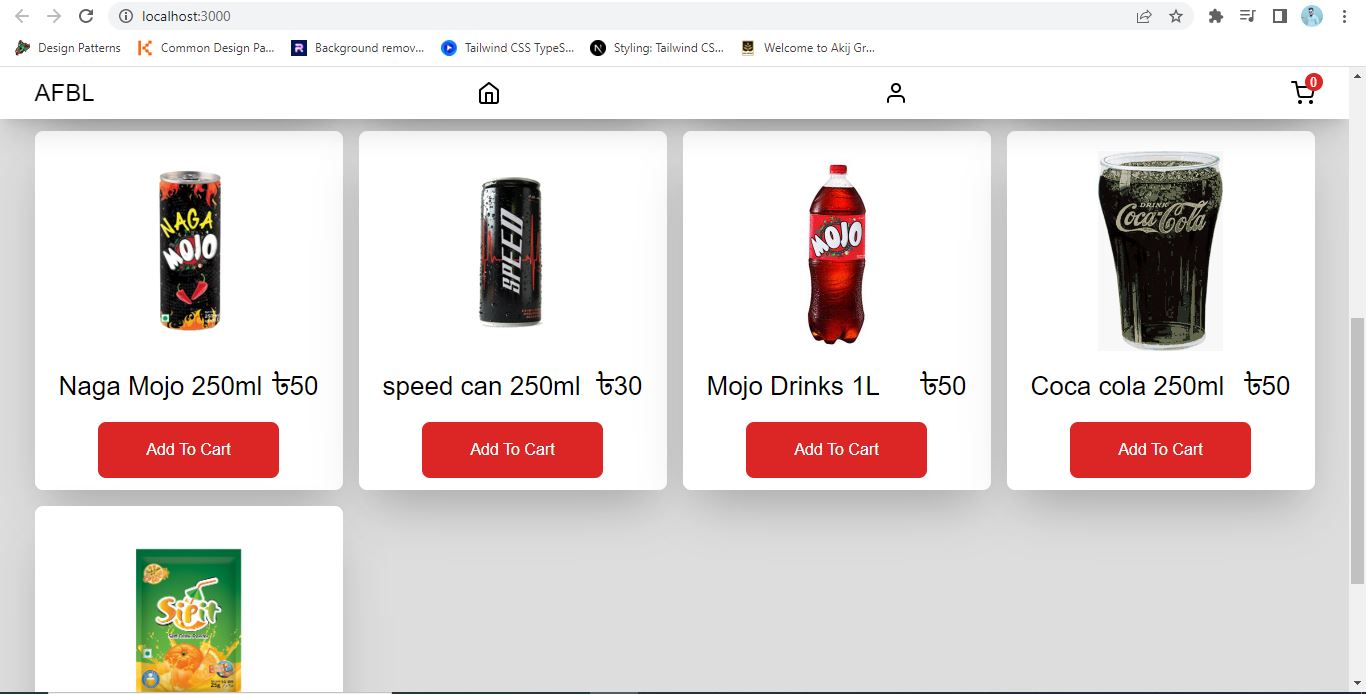 localhost:3000
Design Patterns
Common Design Pa...
Background remov...
Tailwind CSS TypeS...
Styling: Tailwind CS...
Welcome to Akij Gr...
AFBL
0
NAGA
MOJO
SPEED
MOJO
DRINK
Coca-Cola
Naga Mojo 250ml ৳50
speed can 250ml ৳30
Mojo Drinks 1L ৳50
Coca cola 250ml ৳50
Add To Cart
Add To Cart
Add To Cart
Add To Cart
Sipit
25g